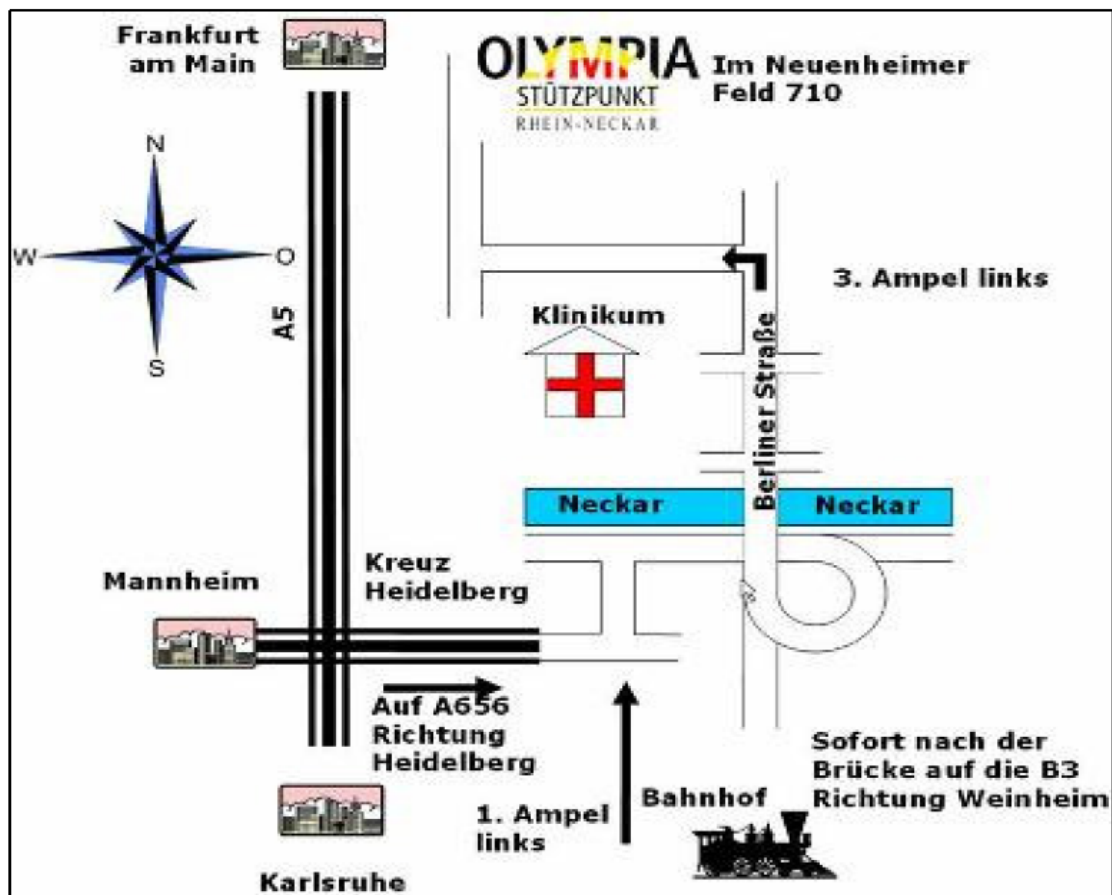 Frankfurt
am Main
OLYMPIA
STÜTZPUNKT
RHEIN-NECKAR
Im Neuenheimer
Feld 710
N
W
O
S
A5
3. Ampel links
Klinikum
Berliner Straße
Neckar
Neckar
Mannheim
Kreuz
Heidelberg
Auf A656
Richtung
Heidelberg
Sofort nach der
Brücke auf die B3
Richtung Weinheim
1. Ampel
links
Bahnhof
Karlsruhe